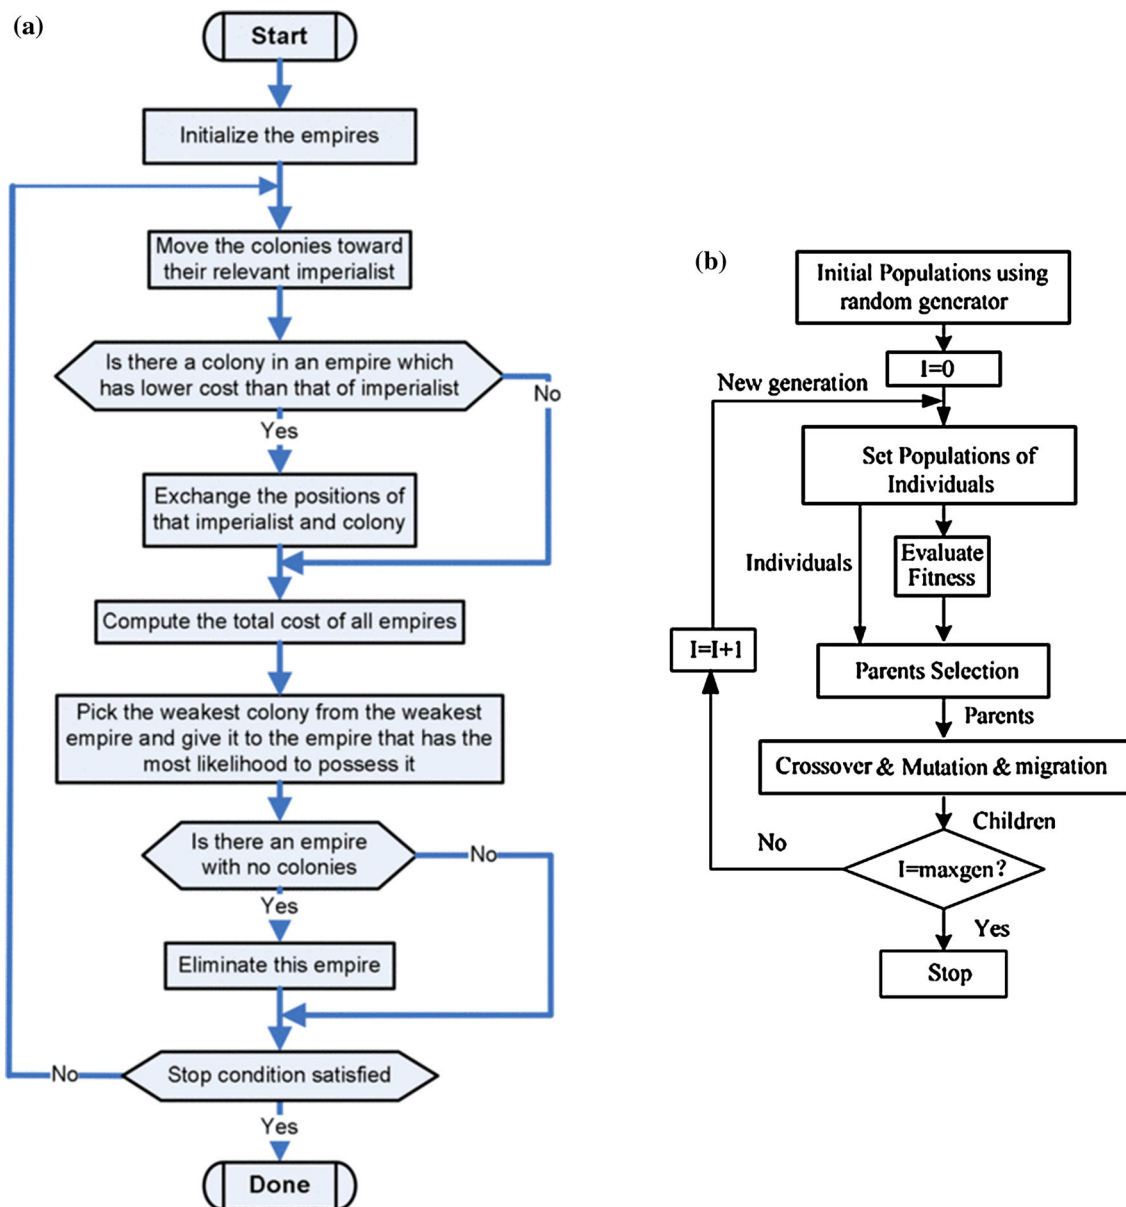 (a)
Start
Initialize the empires
Move the colonies toward
their relevant imperialist
Is there a colony in an empire which
has lower cost than that of imperialist
No
Yes
Exchange the positions of
that imperialist and colony
Compute the total cost of all empires
Pick the weakest colony from the weakest
empire and give it to the empire that has the
most likelihood to possess it
Is there an empire
with no colonies
No
Yes
Eliminate this empire
Stop condition satisfied
No
Yes
Done
(b)
Initial Populations using
random generator
I=0
New generation
Set Populations of
Individuals
Individuals
Evaluate
Fitness
I=I+1
Parents Selection
Parents
Crossover & Mutation & migration
Children
No
I=maxgen?
Yes
Stop